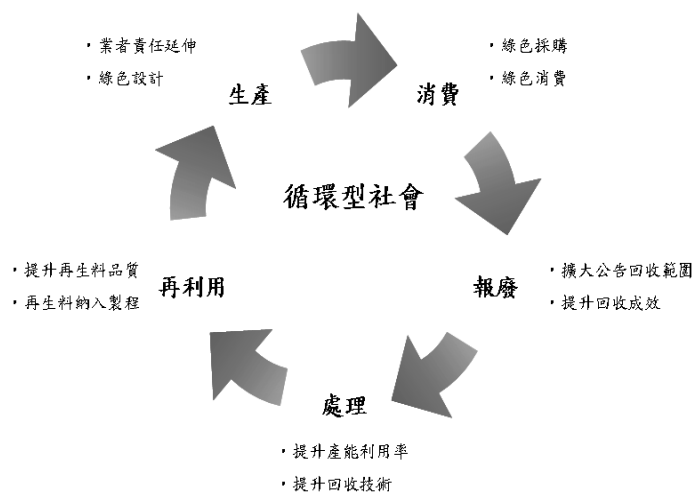 ・業者責任延伸
・綠色設計
生產
・綠色採購
・綠色消費
消費
循環型社會
・提升再生料品質
・再生料納入製程
再利用
報廢
・擴大公告回收範圍
・提升回收成效
處理
・提升產能利用率
・提升回收技術